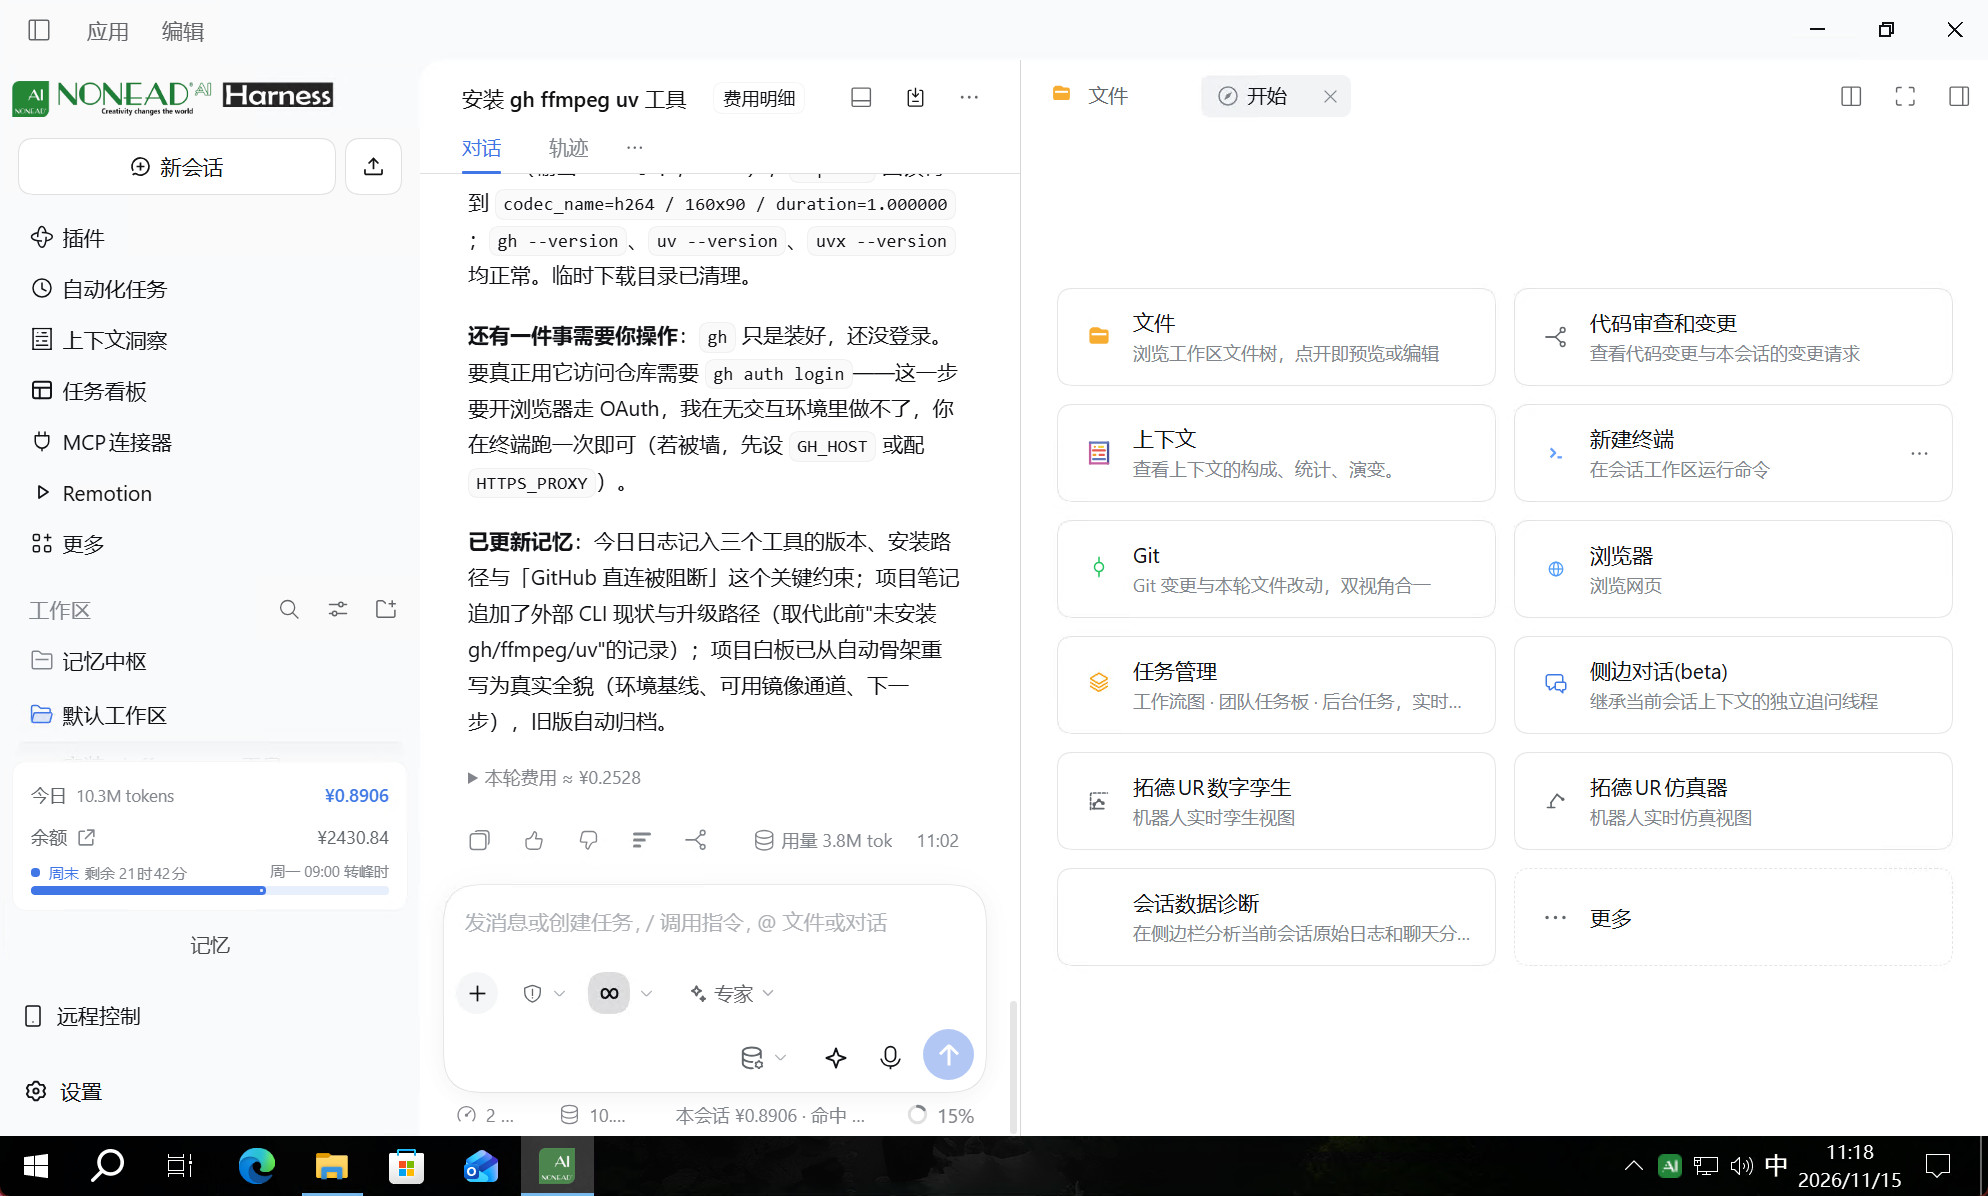 应用
编辑
AI NONEAD
NONEAD AI
Creativity changes the world
Harness
新会话
插件
自动化任务
上下文洞察
任务看板
MCP连接器
Remotion
更多
工作区
记忆中枢
默认工作区
今日 10.3M tokens ¥0.8906
余额 ¥2430.84
周末 剩余 21时42分 周一 09:00 转峰时
记忆
远程控制
设置
安装 gh ffmpeg uv 工具
费用明细
对话
轨迹
到 codec_name=h264 / 160x90 / duration=1.000000
; gh --version 、 uv --version 、 uvx --version
均正常。临时下载目录已清理。
还有一件事需要你操作：gh 只是装好，还没登录。
要真正用它访问仓库需要 gh auth login ——这一步
要开浏览器走 OAuth，我在无交互环境里做不了，你
在终端跑一次即可（若被墙，先设 GH_HOST 或配
HTTPS_PROXY ）。
已更新记忆：今日日志记入三个工具的版本、安装路
径与「GitHub 直连被阻断」这个关键约束；项目笔记
追加了外部 CLI 现状与升级路径（取代此前"未安装
gh/ffmpeg/uv"的记录）；项目白板已从自动骨架重
写为真实全貌（环境基线、可用镜像通道、下一
步），旧版自动归档。
本轮费用 ≈ ¥0.2528
用量 3.8M tok
11:02
发消息或创建任务, / 调用指令, @ 文件或对话
专家
2 ...
10....
本会话 ¥0.8906 · 命中 ...
15%
文件
开始
文件
浏览工作区文件树，点开即预览或编辑
代码审查和变更
查看代码变更与本会话的变更请求
上下文
查看上下文的构成、统计、演变。
新建终端
在会话工作区运行命令
Git
Git 变更与本轮文件改动，双视角合一
浏览器
浏览网页
任务管理
工作流图 · 团队任务板 · 后台任务，实时...
侧边对话(beta)
继承当前会话上下文的独立追问线程
拓德UR数字孪生
机器人实时孪生视图
拓德UR仿真器
机器人实时仿真视图
会话数据诊断
在侧边栏分析当前会话原始日志和聊天分...
更多
AI NONEAD
AI
中
11:18
2026/11/15